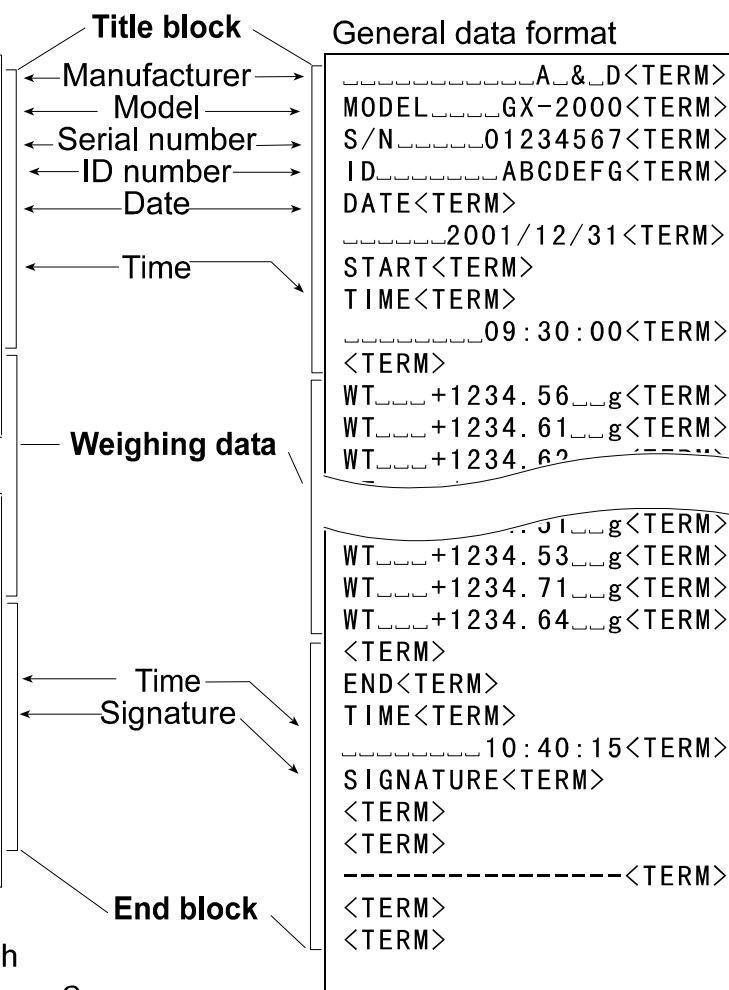 Title block
Manufacturer
Model
Serial number
ID number
Date
Time
Weighing data
Time
Signature
End block
h
General data format
␣␣␣␣␣␣␣␣␣␣␣A␣&␣D<TERM>
MODEL␣␣␣␣GX-2000<TERM>
S/N␣␣␣␣␣01234567<TERM>
ID␣␣␣␣␣␣␣ABCDEFG<TERM>
DATE<TERM>
␣␣␣␣␣␣2001/12/31<TERM>
START<TERM>
TIME<TERM>
␣␣␣␣␣␣␣␣09:30:00<TERM>
<TERM>
WT␣␣␣+1234.56␣␣g<TERM>
WT␣␣␣+1234.61␣␣g<TERM>
WT␣␣␣+1234.62
␣␣g<TERM>
WT␣␣␣+1234.53␣␣g<TERM>
WT␣␣␣+1234.71␣␣g<TERM>
WT␣␣␣+1234.64␣␣g<TERM>
<TERM>
END<TERM>
TIME<TERM>
␣␣␣␣␣␣␣␣10:40:15<TERM>
SIGNATURE<TERM>
<TERM>
<TERM>
----------------<TERM>
<TERM>
<TERM>